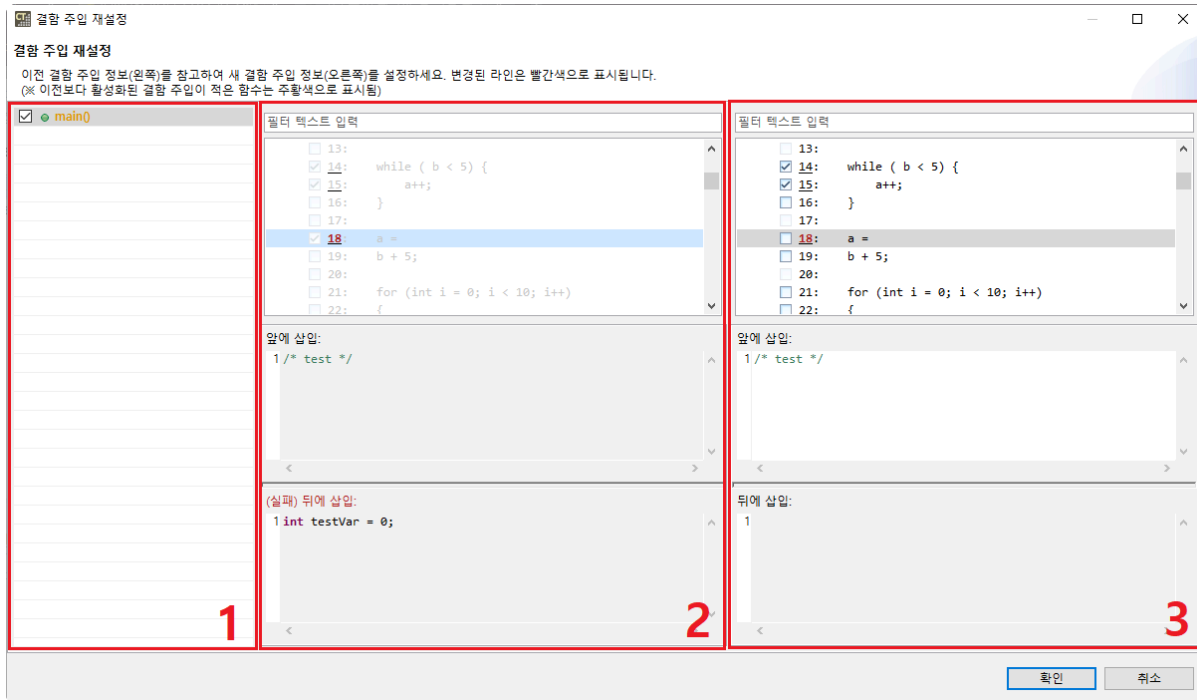 CT 결함 주입 재설정
결함 주입 재설정
이전 결함 주입 정보(왼쪽)를 참고하여 새 결함 주입 정보(오른쪽)를 설정하세요. 변경된 라인은 빨간색으로 표시됩니다.
(※ 이전보다 활성화된 결함 주입이 적은 함수는 주황색으로 표시됨)
main()
1
필터 텍스트 입력
13:
14: while ( b < 5) {
15: a++;
16: }
17:
18: a =
19: b + 5;
20:
21: for (int i = 0; i < 10; i++)
22: {
앞에 삽입:
1 /* test */
(실패) 뒤에 삽입:
1 int testVar = 0;
2
필터 텍스트 입력
13:
14: while ( b < 5) {
15: a++;
16: }
17:
18: a =
19: b + 5;
20:
21: for (int i = 0; i < 10; i++)
22: {
앞에 삽입:
1 /* test */
뒤에 삽입:
1
3
확인
취소